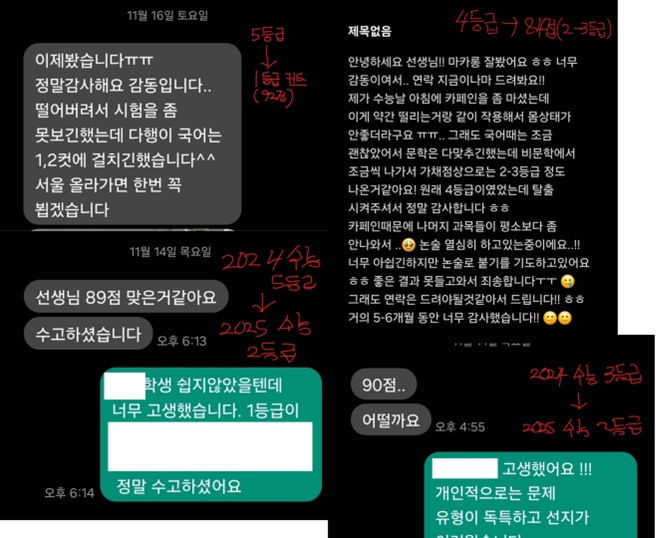 11월 16일 토요일
5등급
↓
1등급 컷트
(92점)
이제봤습니다ㅠㅠ
정말감사해요 감동입니다..
떨어버려서 시험을 좀
못보긴했는데 다행이 국어는
1,2컷에 걸치긴했습니다^^
서울 올라가면 한번 꼭
뵙겠습니다
11월 14일 목요일
2024 수능
5등급
↓
2025 수능
2등급
선생님 89점 맞은거같아요
수고하셨습니다
오후 6:13
학생 쉽지않았을텐데
너무 고생했습니다. 1등급이
정말 수고하셨어요
오후 6:14
제목없음
4등급 → 84점(2-3등급)
안녕하세요 선생님!! 마카롱 잘봤어요 ㅎㅎ 너무
감동이여서.. 연락 지금이나마 드려봐요!!
제가 수능날 아침에 카페인을 좀 마셨는데
이게 약간 떨리는거랑 같이 작용해서 몸상태가
안좋더라구요 ㅠㅠ.. 그래도 국어때는 조금
괜찮았어서 문학은 다맞추긴했는데 비문학에서
조금씩 나가서 가채점상으로는 2-3등급 정도
나온거같아요! 원래 4등급이였었는데 탈출
시켜주셔서 정말 감사합니다 ㅎㅎ
카페인때문에 나머지 과목들이 평소보다 좀
안나와서 ..🥹 논술 열심히 하고있는중이에요..!!
너무 아쉽긴하지만 논술로 붙기를 기도하고있어요
ㅎㅎ 좋은 결과 못들고와서 죄송합니다ㅜㅜ 🥲
그래도 연락은 드려야될것같아서 드립니다!! ㅎㅎ
거의 5-6개월 동안 너무 감사했습니다!! 🙂🙂
90점..
어떨까요
오후 4:55
2024 수능 3등급
↓
2025 수능 2등급
고생했어요 !!!
개인적으로는 문제
유형이 독특하고 선지가